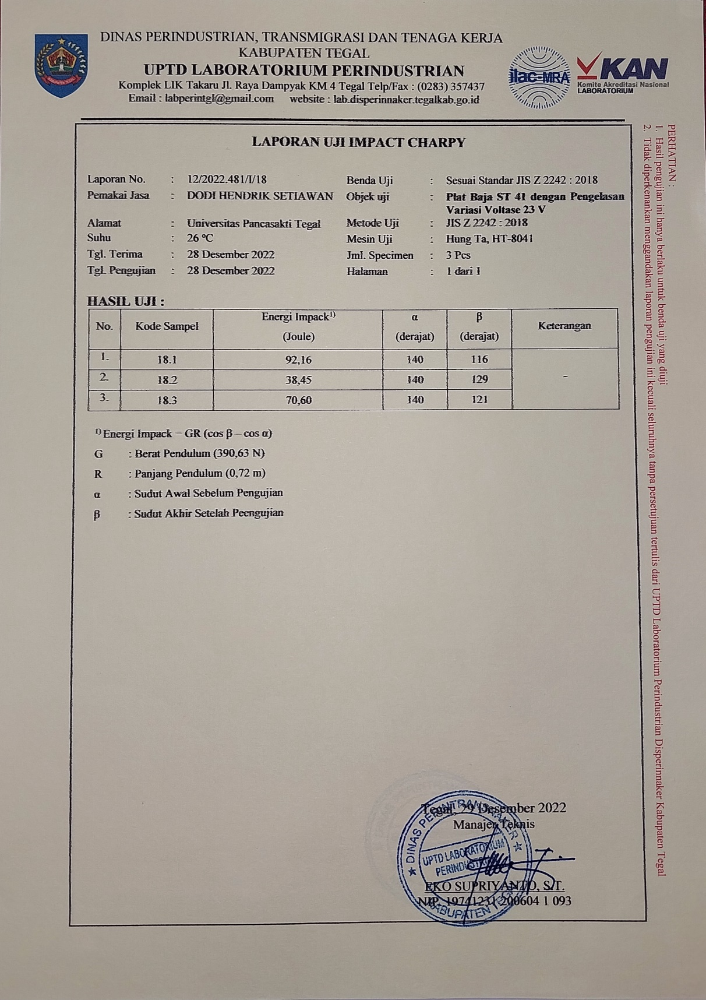 DINAS PERINDUSTRIAN, TRANSMIGRASI DAN TENAGA KERJA
KABUPATEN TEGAL
UPTD LABORATORIUM PERINDUSTRIAN
Komplek LIK Takaru Jl. Raya Dampyak KM 4 Tegal Telp/Fax : (0283) 357437
Email : labperintgl@gmail.com website : lab.disperinnaker.tegalkab.go.id
ilac-MRA
KAN
Komite Akreditasi Nasional
LABORATORIUM
LAPORAN UJI IMPACT CHARPY
Laporan No. : 12/2022.481/I/18 Benda Uji : Sesuai Standar JIS Z 2242 : 2018
Pemakai Jasa : DODI HENDRIK SETIAWAN Objek uji : Plat Baja ST 41 dengan Pengelasan
Variasi Voltase 23 V
Alamat : Universitas Pancasakti Tegal Metode Uji : JIS Z 2242 : 2018
Suhu : 26 ºC Mesin Uji : Hung Ta, HT-8041
Tgl. Terima : 28 Desember 2022 Jml. Specimen : 3 Pcs
Tgl. Pengujian : 28 Desember 2022 Halaman : 1 dari 1
HASIL UJI :
No. Kode Sampel Energi Impack¹⁾ (Joule) α (derajat) β (derajat) Keterangan
1. 18.1 92,16 140 116 -
2. 18.2 38,45 140 129
3. 18.3 70,60 140 121
¹⁾ Energi Impack = GR (cos β – cos α)
G : Berat Pendulum (390,63 N)
R : Panjang Pendulum (0,72 m)
α : Sudut Awal Sebelum Pengujian
β : Sudut Akhir Setelah Peengujian
Tegal, 29 Desember 2022
Manajer Teknis
DINAS PERINTRANSNAKER
UPTD LABORATORIUM
PERINDUSTRIAN
KABUPATEN TEGAL
EKO SUPRIYANTO, S.T.
NIP. 19741231 200604 1 093
PERHATIAN :
1. Hasil pengujian ini hanya berlaku untuk benda uji yang diuji
2. Tidak diperkenankan menggandakan laporan pengujian ini kecuali seluruhnya tanpa persetujuan tertulis dari UPTD Laboratorium Perindustrian Disperinnaker Kabupaten Tegal